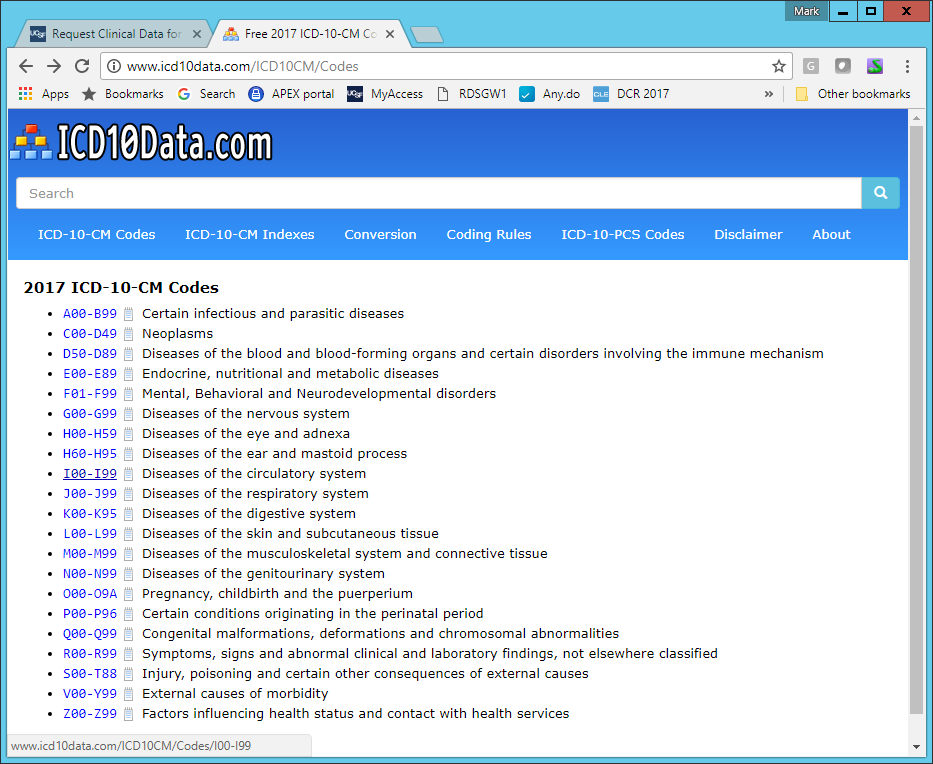 Mark
UCSF Request Clinical Data for
Free 2017 ICD-10-CM Co
www.icd10data.com/ICD10CM/Codes
G
S
Apps Bookmarks G Search APEX portal UCSF MyAccess RDSGW1 Any.do CLE DCR 2017 » Other bookmarks
ICD10Data.com
Search
ICD-10-CM Codes ICD-10-CM Indexes Conversion Coding Rules ICD-10-PCS Codes Disclaimer About
2017 ICD-10-CM Codes
A00-B99 Certain infectious and parasitic diseases
C00-D49 Neoplasms
D50-D89 Diseases of the blood and blood-forming organs and certain disorders involving the immune mechanism
E00-E89 Endocrine, nutritional and metabolic diseases
F01-F99 Mental, Behavioral and Neurodevelopmental disorders
G00-G99 Diseases of the nervous system
H00-H59 Diseases of the eye and adnexa
H60-H95 Diseases of the ear and mastoid process
I00-I99 Diseases of the circulatory system
J00-J99 Diseases of the respiratory system
K00-K95 Diseases of the digestive system
L00-L99 Diseases of the skin and subcutaneous tissue
M00-M99 Diseases of the musculoskeletal system and connective tissue
N00-N99 Diseases of the genitourinary system
O00-O9A Pregnancy, childbirth and the puerperium
P00-P96 Certain conditions originating in the perinatal period
Q00-Q99 Congenital malformations, deformations and chromosomal abnormalities
R00-R99 Symptoms, signs and abnormal clinical and laboratory findings, not elsewhere classified
S00-T88 Injury, poisoning and certain other consequences of external causes
V00-Y99 External causes of morbidity
Z00-Z99 Factors influencing health status and contact with health services
www.icd10data.com/ICD10CM/Codes/I00-I99